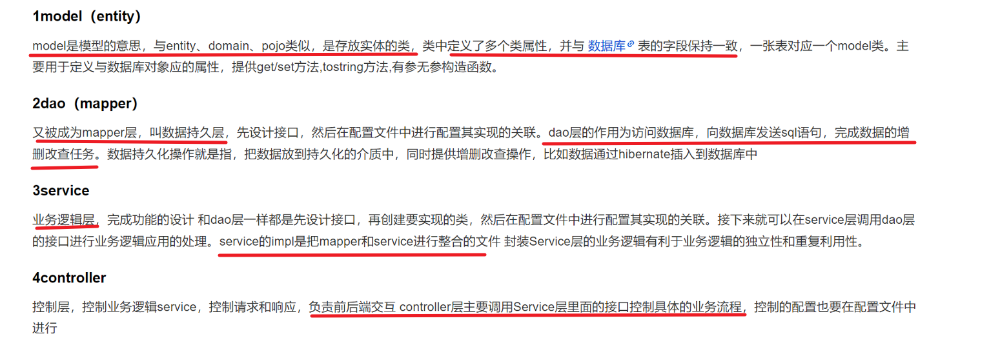 1model（entity）
model是模型的意思，与entity、domain、pojo类似，是存放实体的类，类中定义了多个类属性，并与 数据库 表的字段保持一致，一张表对应一个model类。主
要用于定义与数据库对象应的属性，提供get/set方法,tostring方法,有参无参构造函数。
2dao（mapper）
又被成为mapper层，叫数据持久层，先设计接口，然后在配置文件中进行配置其实现的关联。dao层的作用为访问数据库，向数据库发送sql语句，完成数据的增
删改查任务。数据持久化操作就是指，把数据放到持久化的介质中，同时提供增删改查操作，比如数据通过hibernate插入到数据库中
3service
业务逻辑层，完成功能的设计 和dao层一样都是先设计接口，再创建要实现的类，然后在配置文件中进行配置其实现的关联。接下来就可以在service层调用dao层
的接口进行业务逻辑应用的处理。service的impl是把mapper和service进行整合的文件 封装Service层的业务逻辑有利于业务逻辑的独立性和重复利用性。
4controller
控制层，控制业务逻辑service，控制请求和响应，负责前后端交互 controller层主要调用Service层里面的接口控制具体的业务流程，控制的配置也要在配置文件中
进行